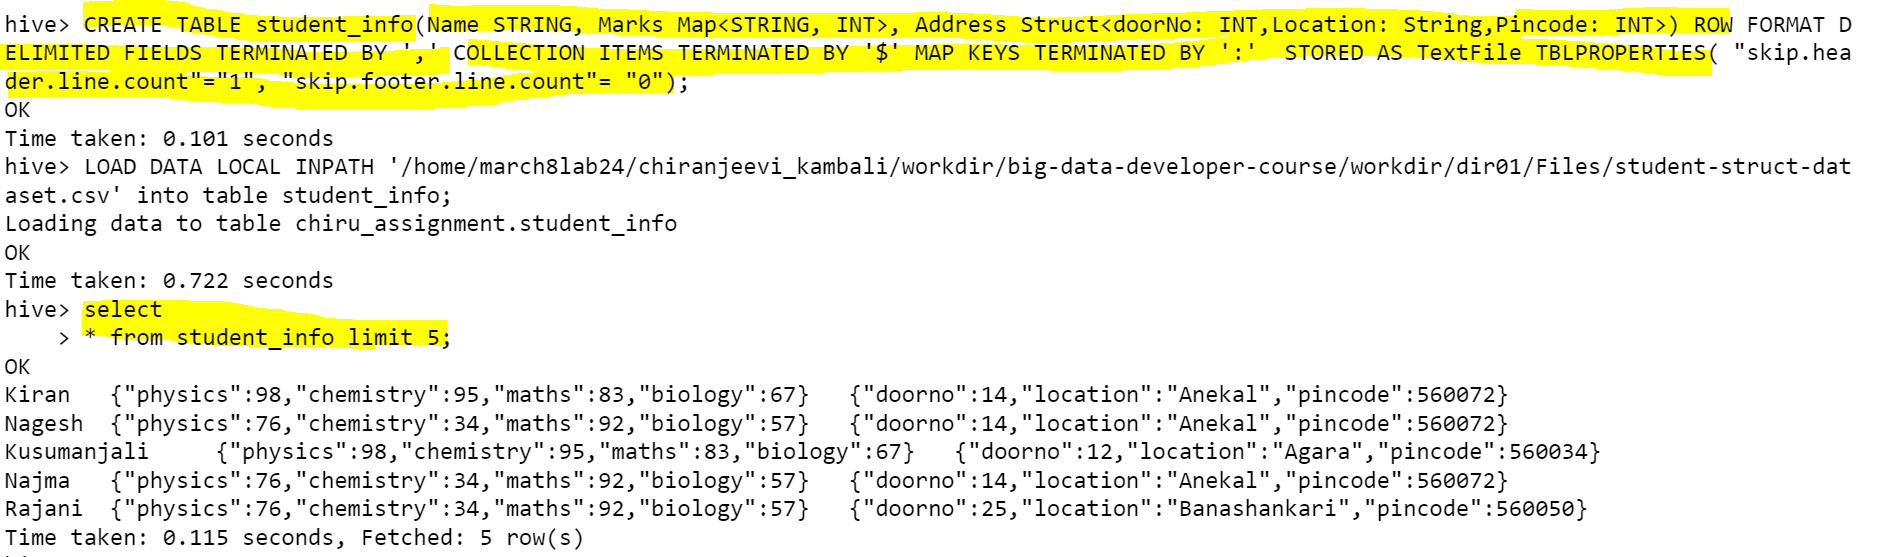 hive> CREATE TABLE student_info(Name STRING, Marks Map<STRING, INT>, Address Struct<doorNo: INT,Location: String,Pincode: INT>) ROW FORMAT D
ELIMITED FIELDS TERMINATED BY ',' COLLECTION ITEMS TERMINATED BY '$' MAP KEYS TERMINATED BY ':'  STORED AS TextFile TBLPROPERTIES( "skip.hea
der.line.count"="1",  "skip.footer.line.count"= "0");
OK
Time taken: 0.101 seconds
hive> LOAD DATA LOCAL INPATH '/home/march8lab24/chiranjeevi_kambali/workdir/big-data-developer-course/workdir/dir01/Files/student-struct-dat
aset.csv' into table student_info;
Loading data to table chiru_assignment.student_info
OK
Time taken: 0.722 seconds
hive> select
    > * from student_info limit 5;
OK
Kiran   {"physics":98,"chemistry":95,"maths":83,"biology":67}   {"doorno":14,"location":"Anekal","pincode":560072}
Nagesh  {"physics":76,"chemistry":34,"maths":92,"biology":57}   {"doorno":14,"location":"Anekal","pincode":560072}
Kusumanjali     {"physics":98,"chemistry":95,"maths":83,"biology":67}   {"doorno":12,"location":"Agara","pincode":560034}
Najma   {"physics":76,"chemistry":34,"maths":92,"biology":57}   {"doorno":14,"location":"Anekal","pincode":560072}
Rajani  {"physics":76,"chemistry":34,"maths":92,"biology":57}   {"doorno":25,"location":"Banashankari","pincode":560050}
Time taken: 0.115 seconds, Fetched: 5 row(s)